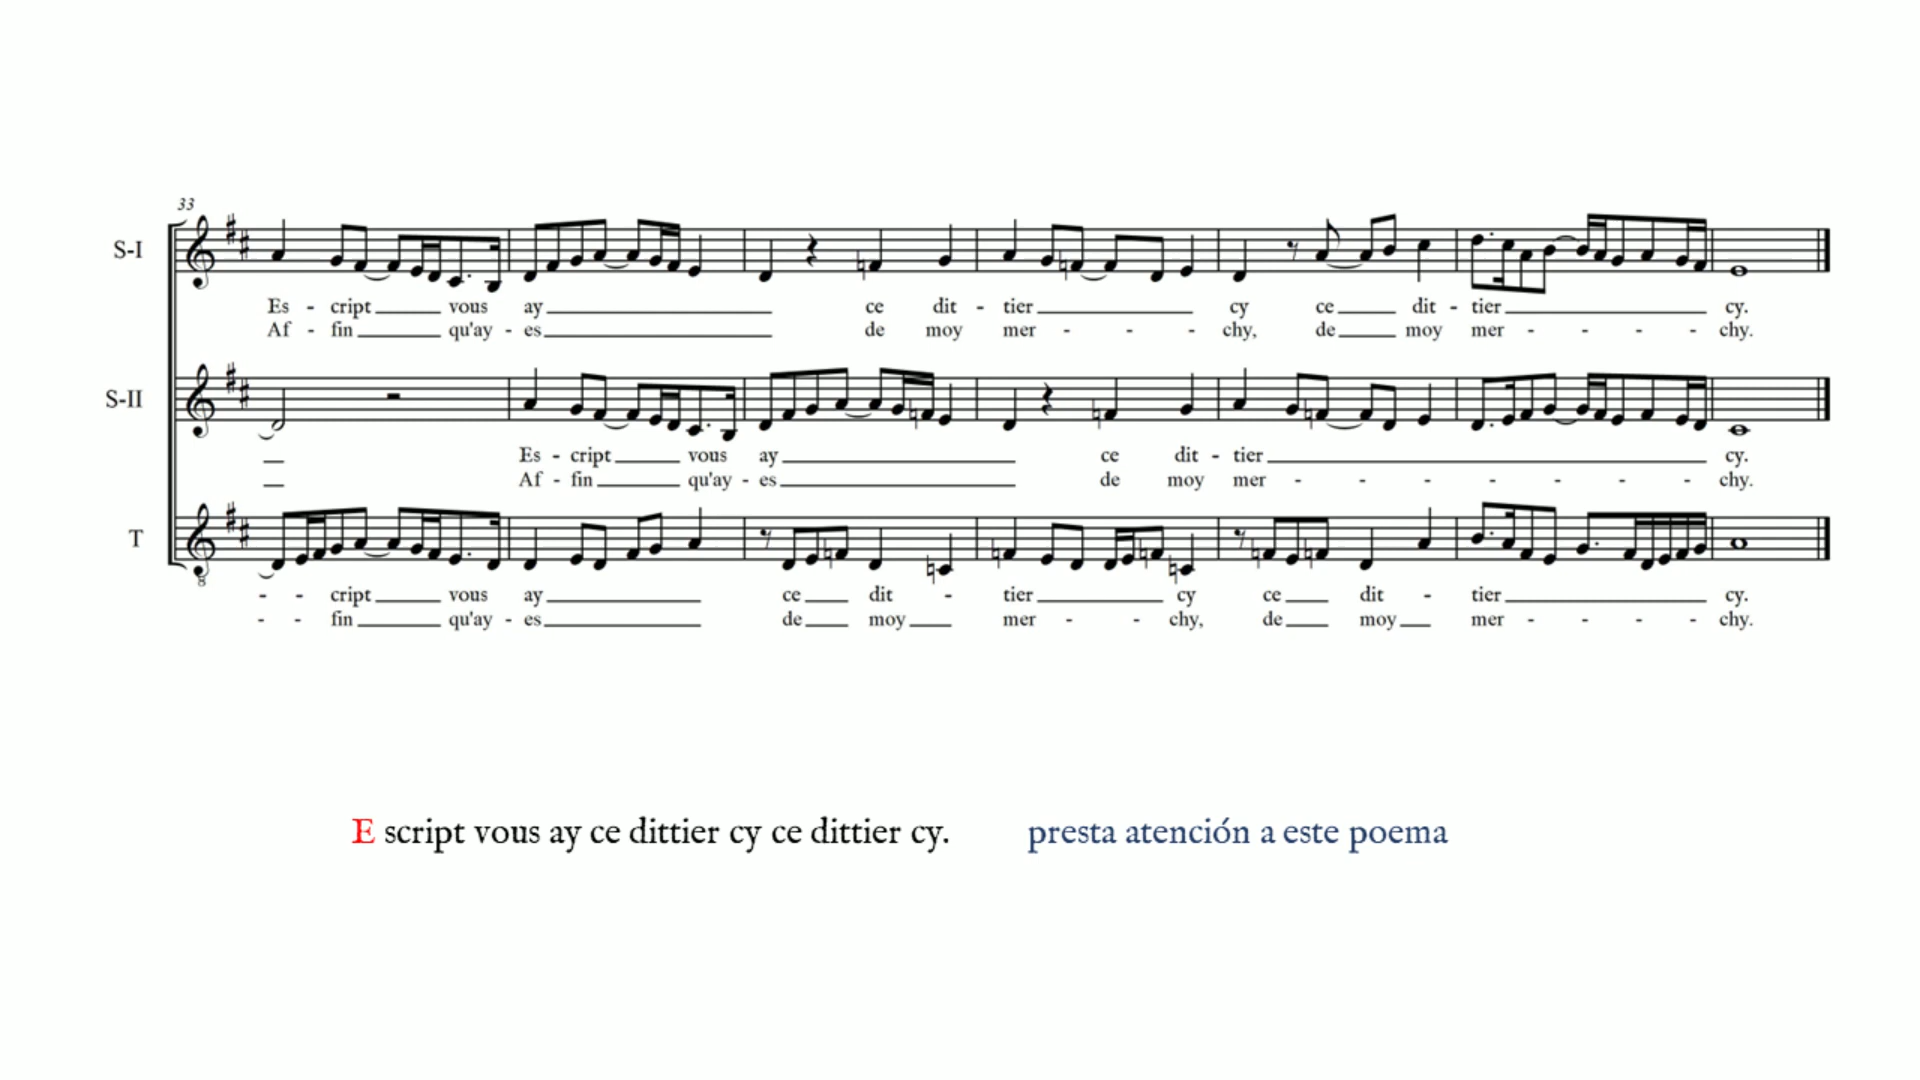 33
S-I
Es - cript vous ay ce dit - tier cy ce dit - tier cy.
Af - fin qu'ay - es de moy mer - - - chy, de moy mer - - - - chy.
S-II
Es - cript vous ay ce dit - tier cy.
Af - fin qu'ay - es de moy mer - - - - - - - chy.
T
8
- - cript vous ay ce dit - tier cy ce dit - tier cy.
- - fin qu'ay - es de moy mer - - chy, de moy mer - - - - chy.
E script vous ay ce dittier cy ce dittier cy. presta atención a este poema